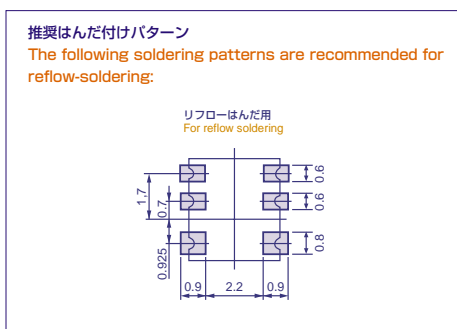 推奨はんだ付けパターン
The following soldering patterns are recommended for
reflow-soldering:
リフローはんだ用
For reflow soldering
0.6
1,7
0.7
0.6
0.925
0.8
0.9 2.2 0.9